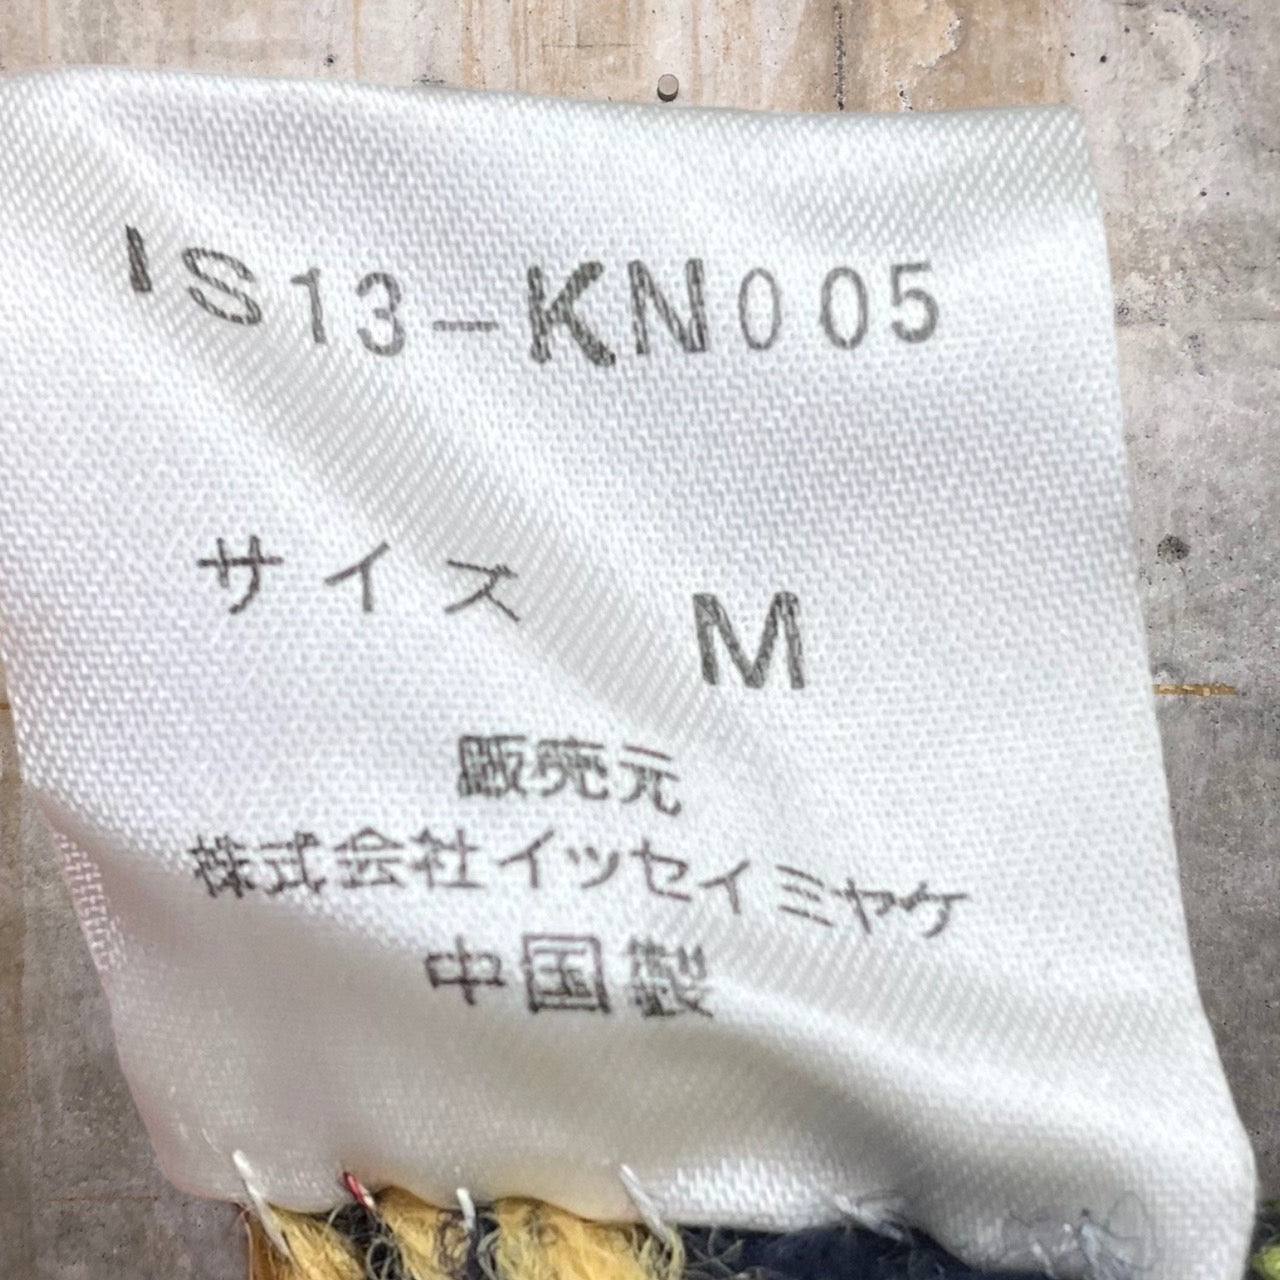 IS13-KN005
サイズ M
販売元
株式会社イッセイミヤケ
中国製